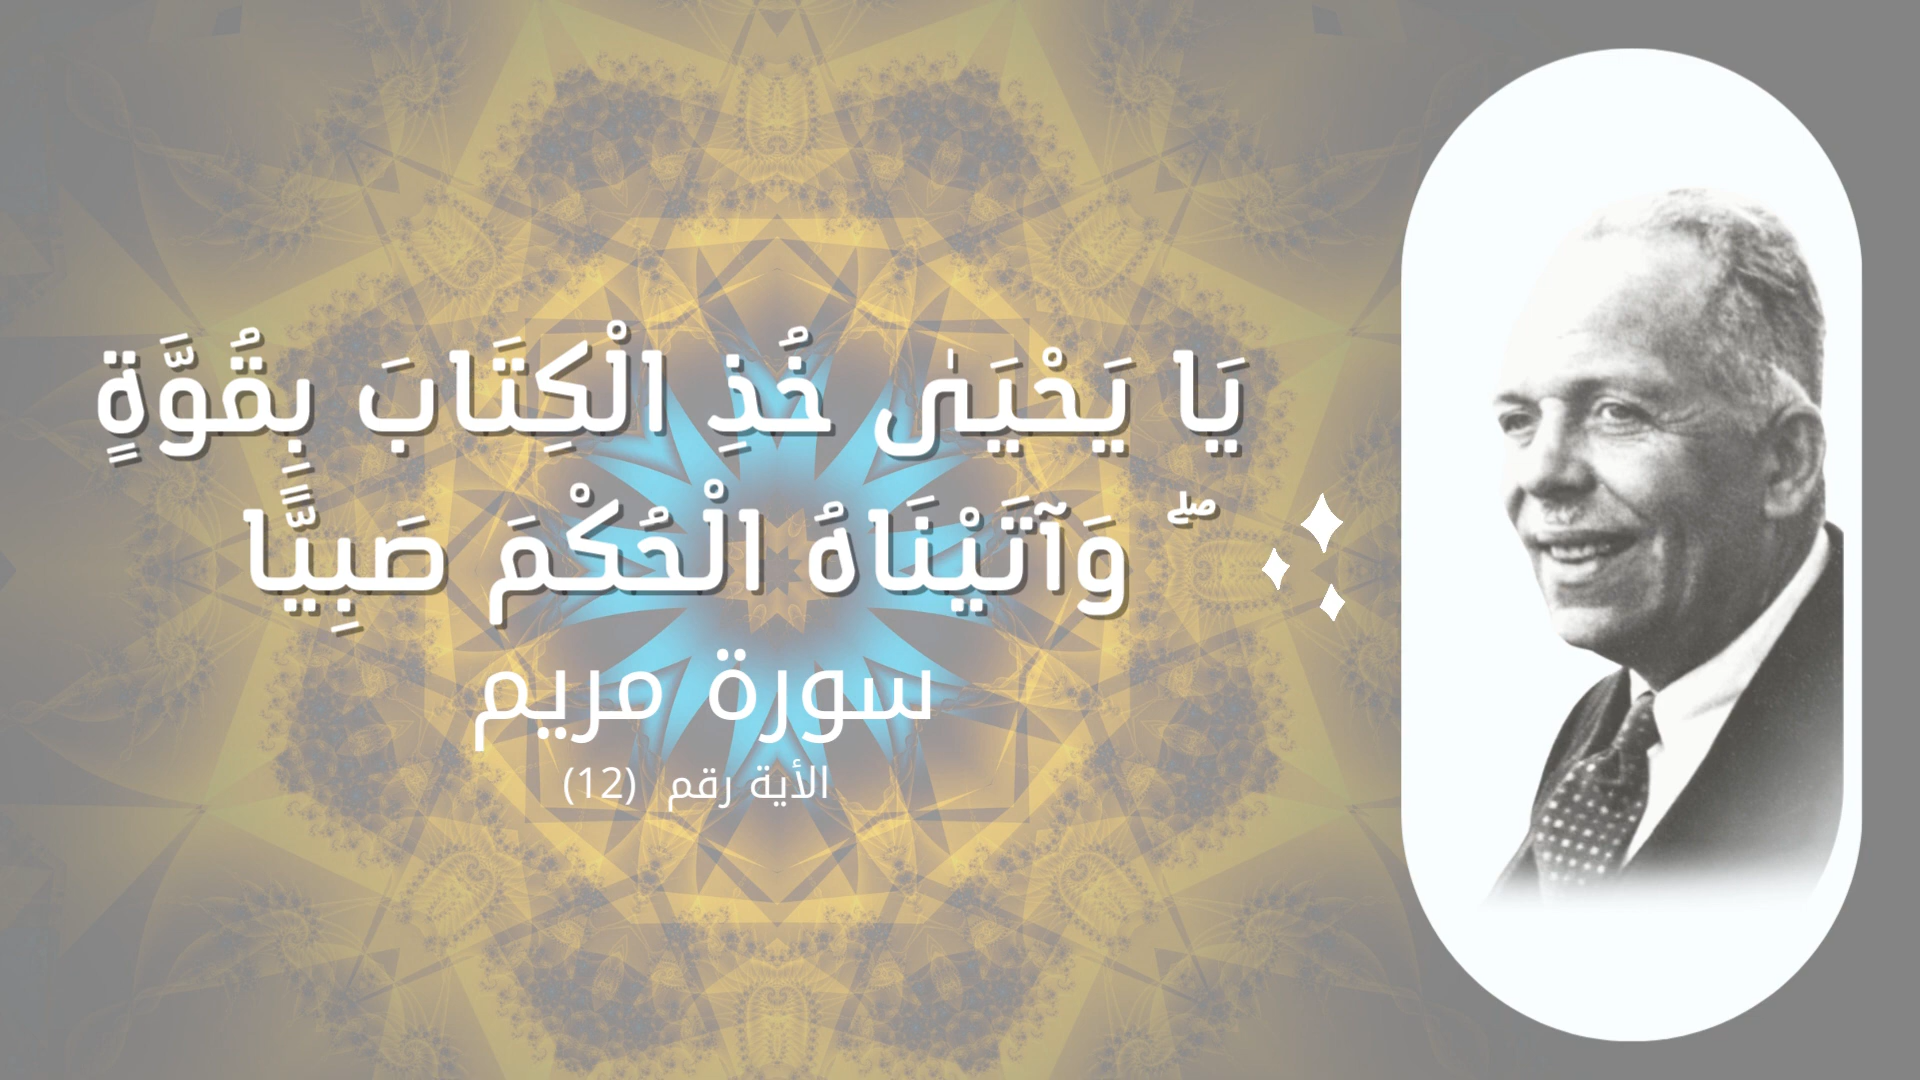 يَا يَحْيَىٰ خُذِ الْكِتَابَ بِقُوَّةٍ
ۖ وَآتَيْنَاهُ الْحُكْمَ صَبِيًّا
سورة مريم
الأية رقم (12)